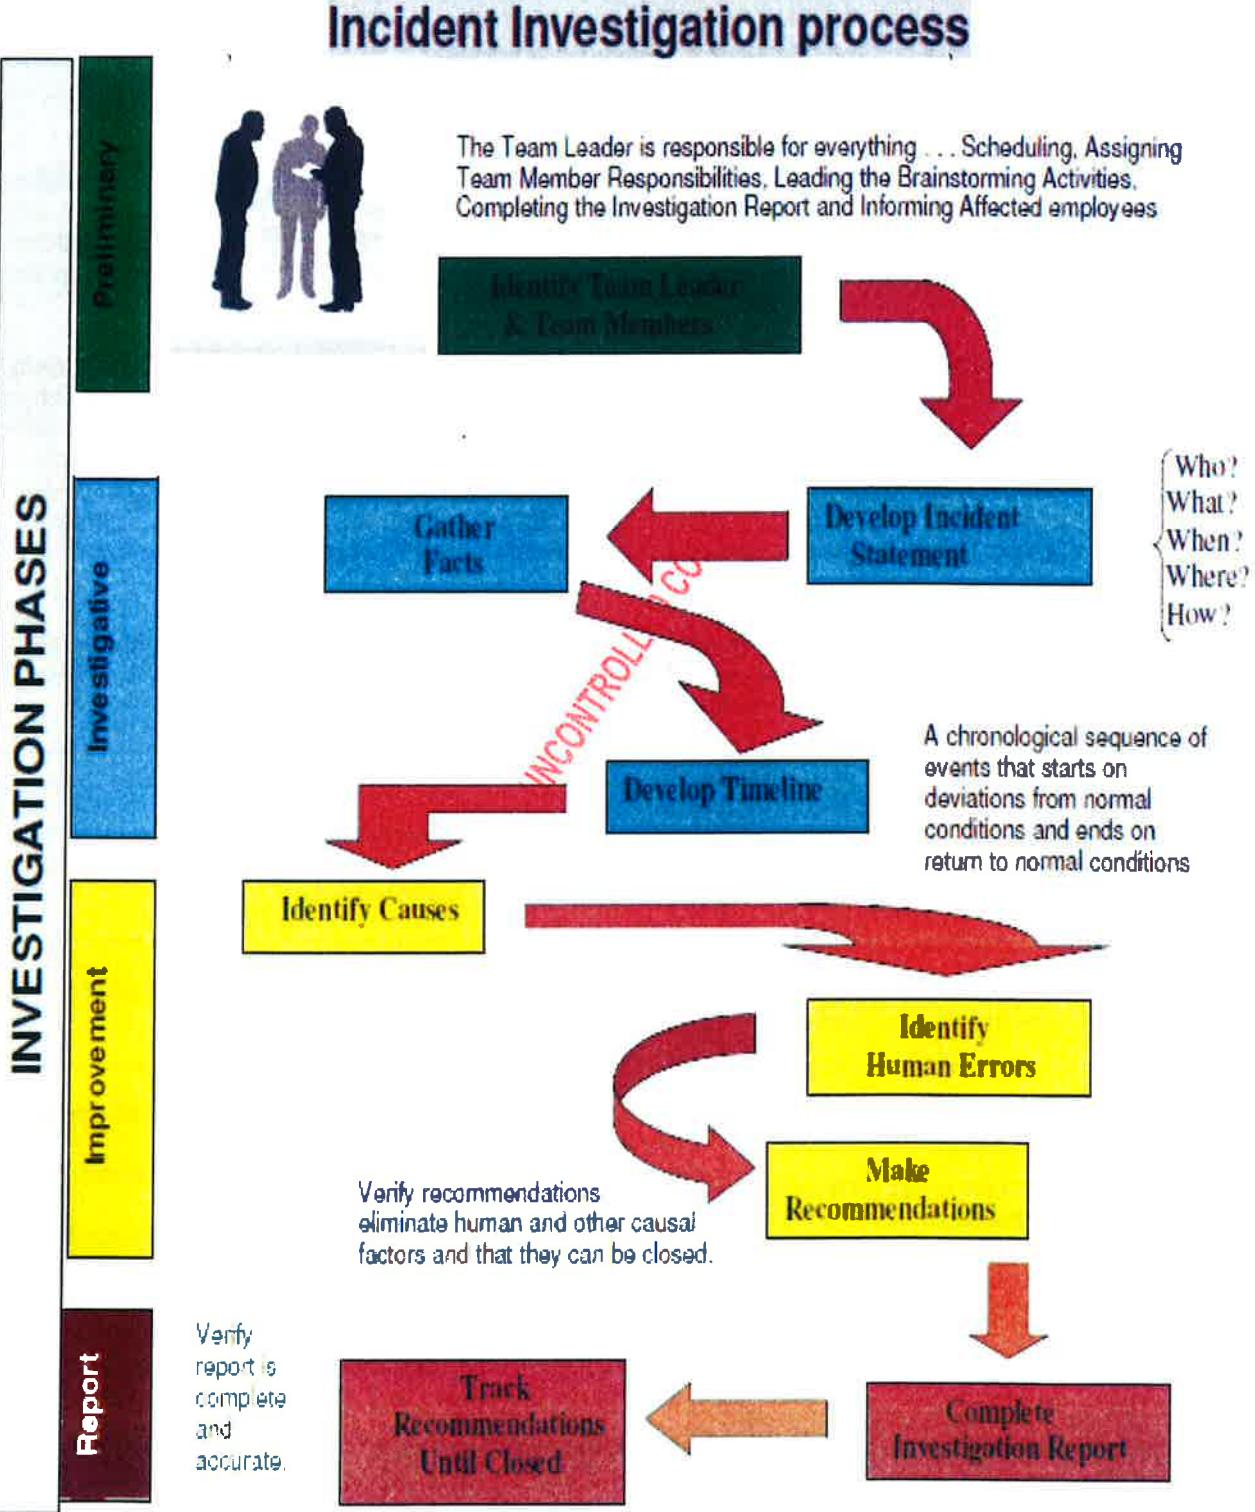 Incident Investigation process
INVESTIGATION PHASES
Preliminary
The Team Leader is responsible for everything . . . Scheduling, Assigning
Team Member Responsibilities, Leading the Brainstorming Activities,
Completing the Investigation Report and Informing Affected employees
Identify Team Leader
& Team Members
Investigative
Develop Incident
Statement
Who?
What?
When?
Where?
How?
Gather
Facts
UNCONTROLL
CO
Develop Timeline
A chronological sequence of
events that starts on
deviations from normal
conditions and ends on
return to normal conditions
Improvement
Identify Causes
Identify
Human Errors
Make
Recommendations
Verify recommendations
eliminate human and other causal
factors and that they can be closed.
Report
Verify
report is
complete
and
accurate.
Complete
Investigation Report
Track
Recommendations
Until Closed